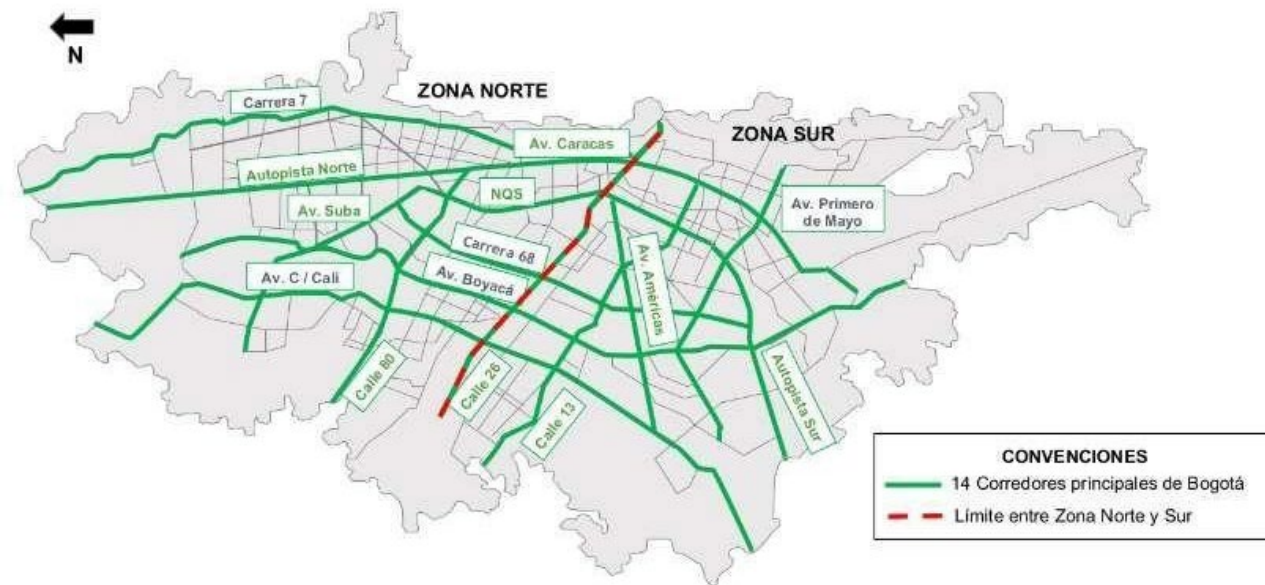 N
ZONA NORTE
Carrera 7
Av. Caracas
ZONA SUR
Autopista Norte
NQS
Av. Suba
Av. Primero
de Mayo
Carrera 68
Av. C / Cali
Av. Boyacá
Av. Américas
Calle 80
Calle 26
Calle 13
Autopista Sur
CONVENCIONES
14 Corredores principales de Bogotá
Límite entre Zona Norte y Sur